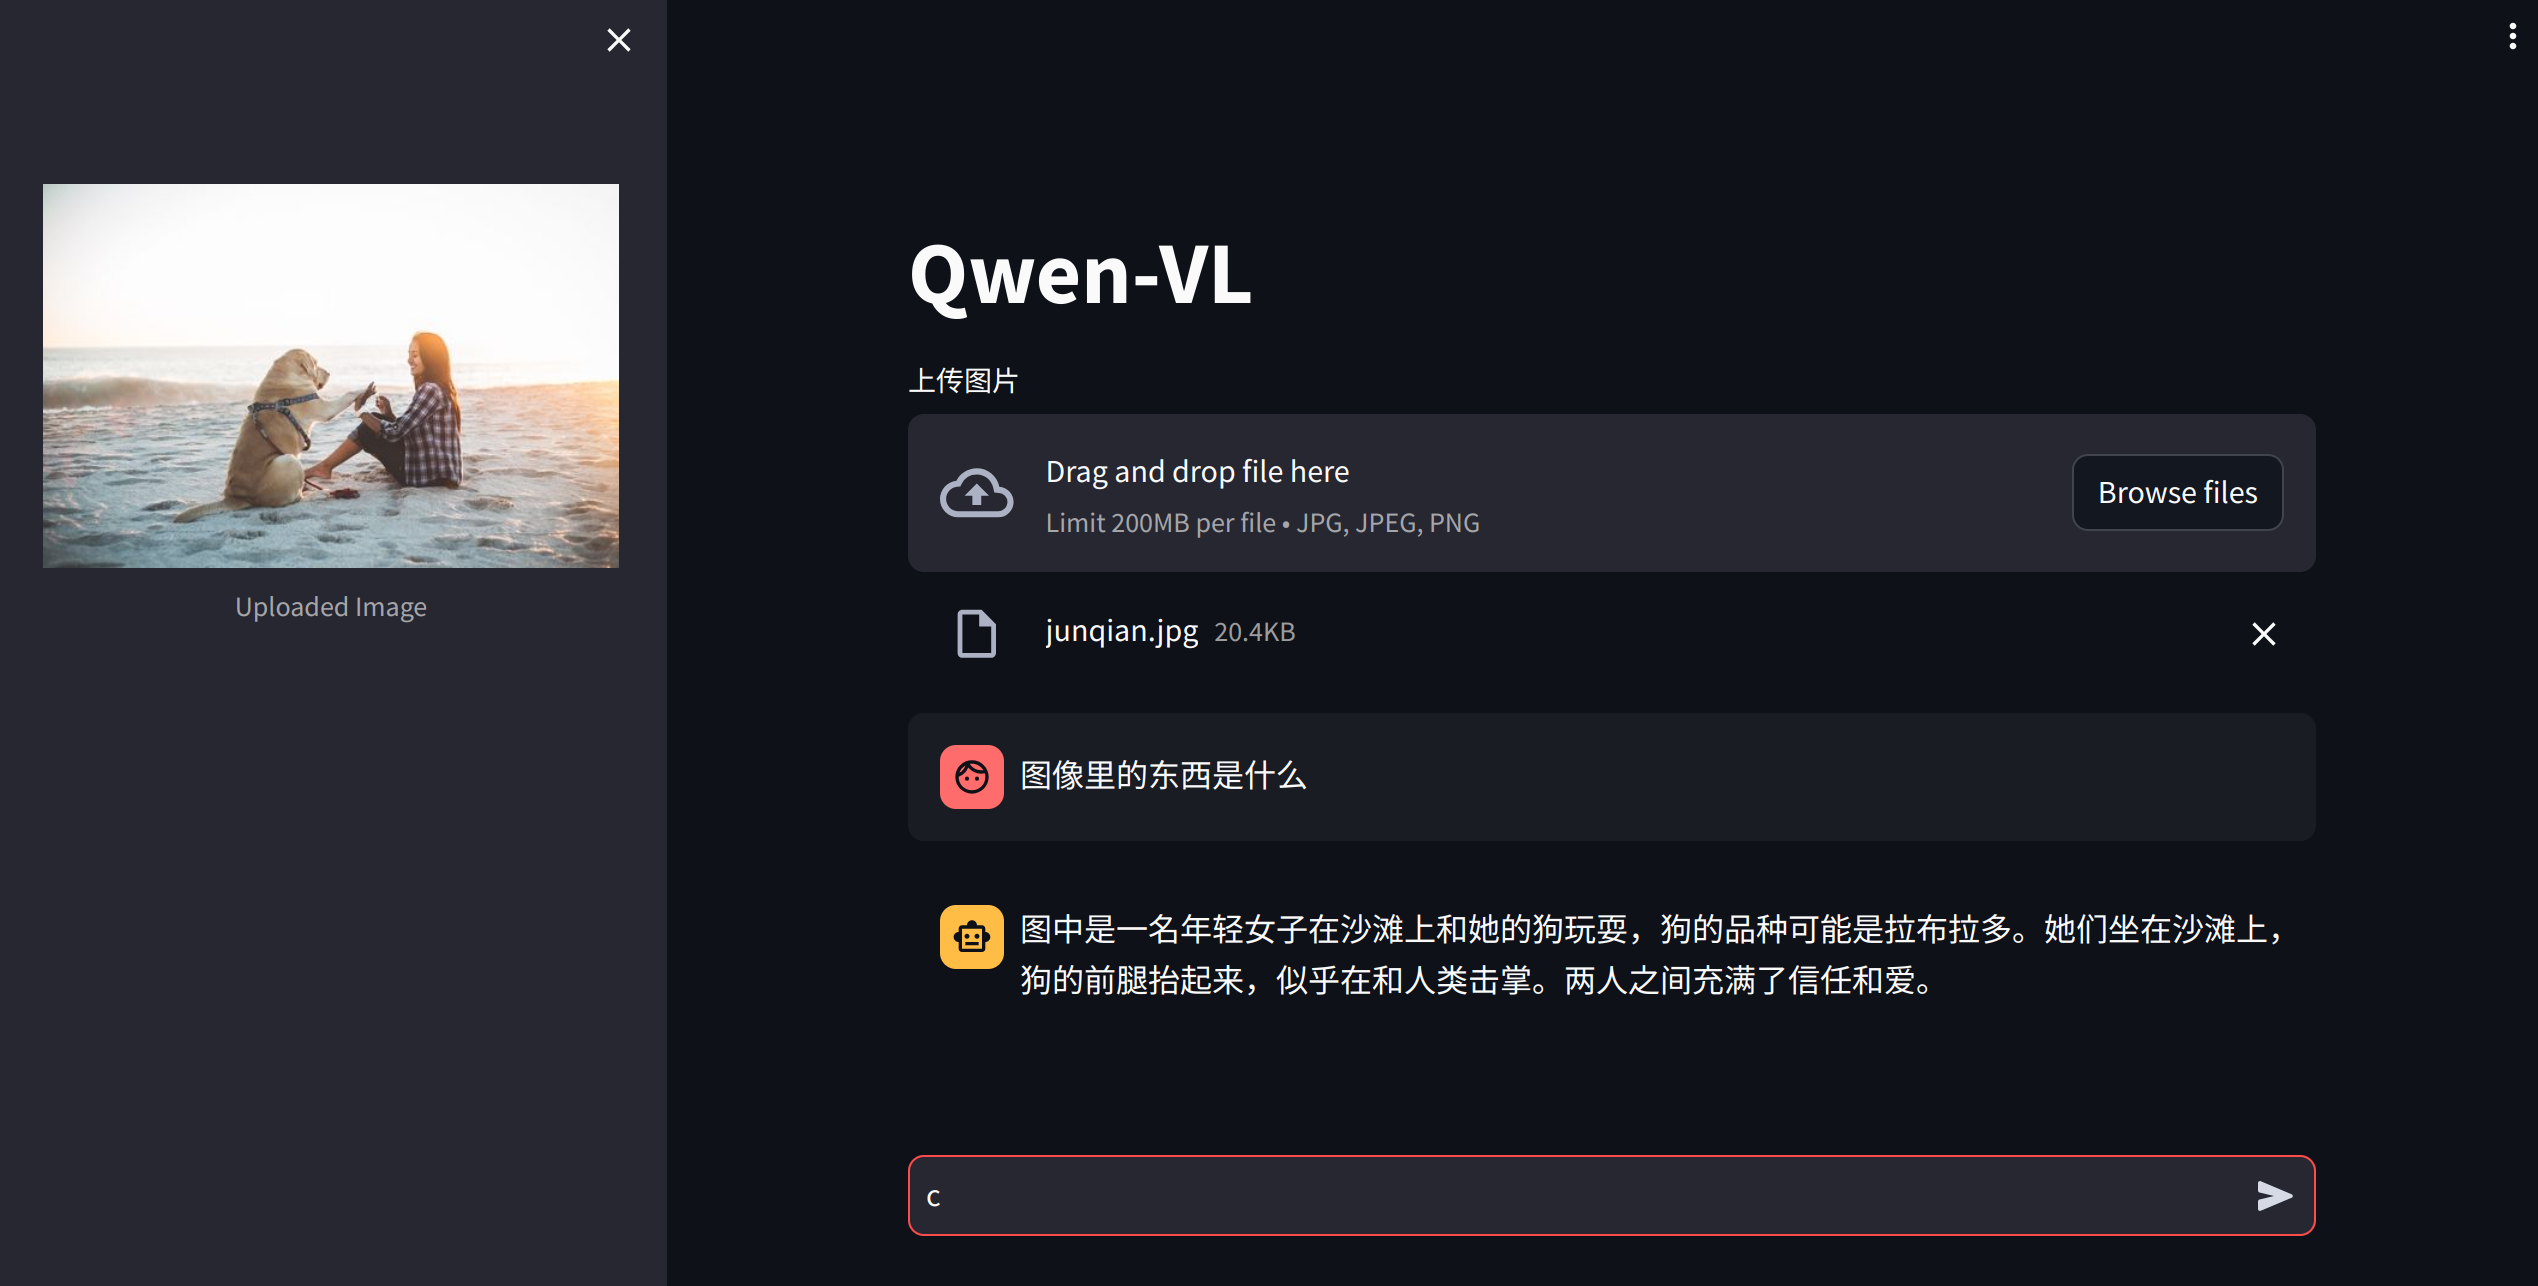 Uploaded Image
Qwen-VL
上传图片
Drag and drop file here
Limit 200MB per file • JPG, JPEG, PNG
Browse files
junqian.jpg 20.4KB
图像里的东西是什么
图中是一名年轻女子在沙滩上和她的狗玩耍，狗的品种可能是拉布拉多。她们坐在沙滩上，
狗的前腿抬起来，似乎在和人类击掌。两人之间充满了信任和爱。
c